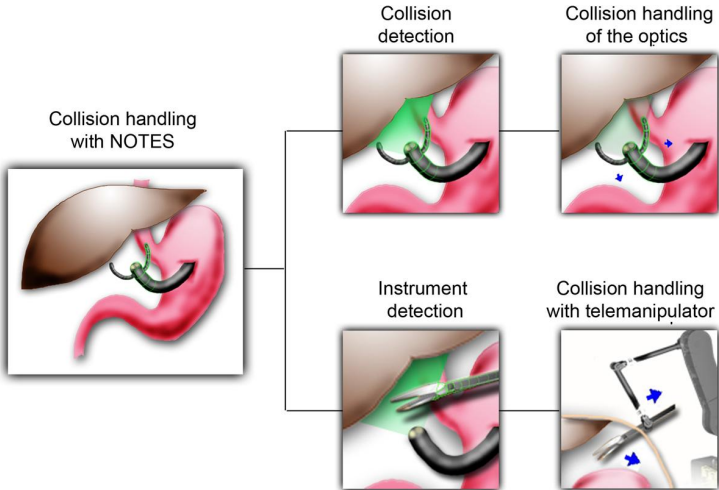 Collision handling
with NOTES
Collision
detection
Collision handling
of the optics
Instrument
detection
Collision handling
with telemanipulator